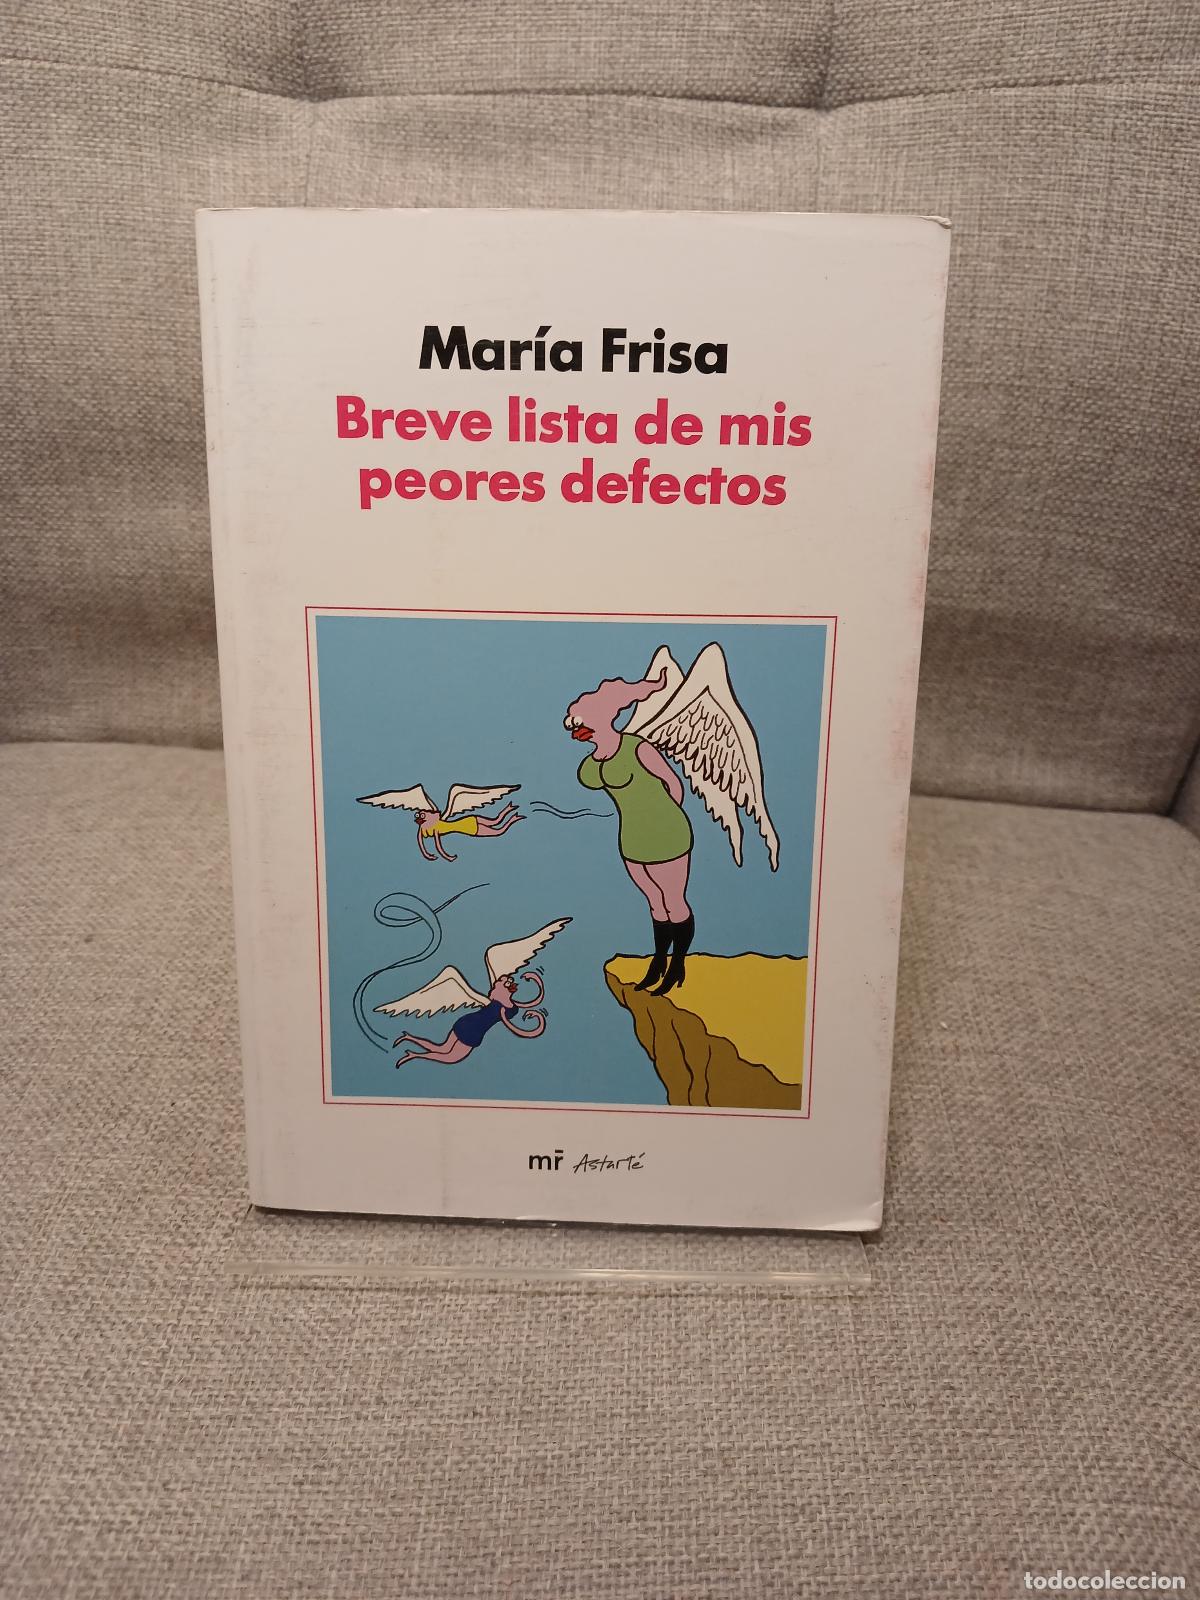 María Frisa
Breve lista de mis
peores defectos
mr Astarté
todocoleccion